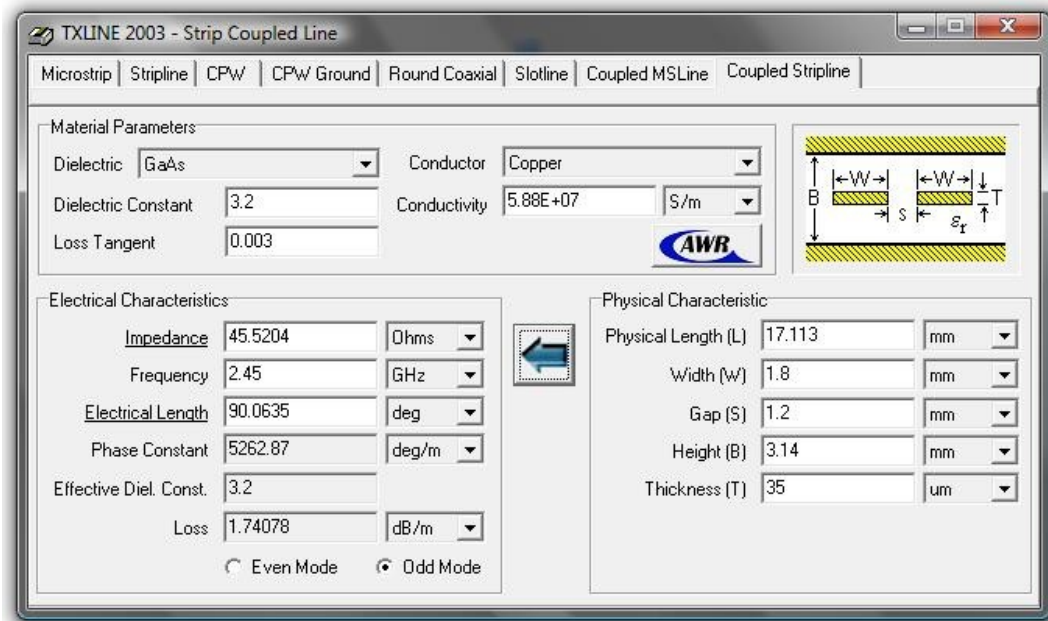 TXLINE 2003 - Strip Coupled Line
Microstrip Stripline CPW CPW Ground Round Coaxial Slotline Coupled MSLine Coupled Stripline
Material Parameters
Dielectric GaAs Conductor Copper
Dielectric Constant 3.2 Conductivity 5.88E+07 S/m
Loss Tangent 0.003 AWR
B W W T
S εr
Electrical Characteristics
Impedance 45.5204 Ohms
Frequency 2.45 GHz
Electrical Length 90.0635 deg
Phase Constant 5262.87 deg/m
Effective Diel. Const. 3.2
Loss 1.74078 dB/m
Even Mode Odd Mode
Physical Characteristic
Physical Length (L) 17.113 mm
Width (W) 1.8 mm
Gap (S) 1.2 mm
Height (B) 3.14 mm
Thickness (T) 35 um